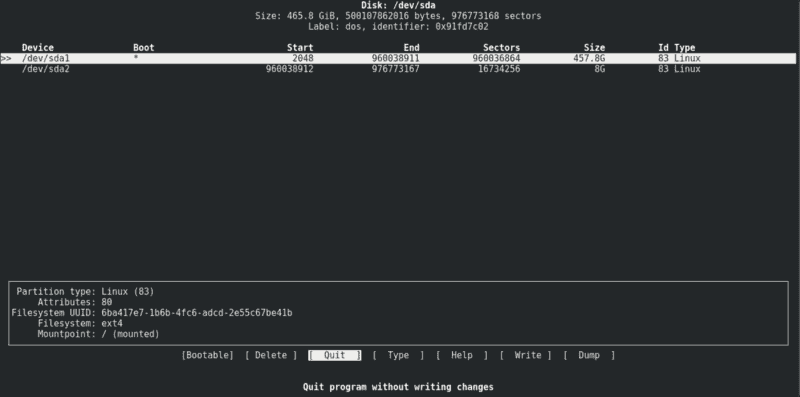 Disk: /dev/sda
Size: 465.8 GiB, 500107862016 bytes, 976773168 sectors
Label: dos, identifier: 0x91fd7c02
Device Boot Start End Sectors Size Id Type
>> /dev/sda1 * 2048 960038911 960036864 457.8G 83 Linux
/dev/sda2 960038912 976773167 16734256 8G 83 Linux
Partition type: Linux (83)
Attributes: 80
Filesystem UUID: 6ba417e7-1b6b-4fc6-adcd-2e55c67be41b
Filesystem: ext4
Mountpoint: / (mounted)
[Bootable] [ Delete ] [ Quit ] [ Type ] [ Help ] [ Write ] [ Dump ]
Quit program without writing changes